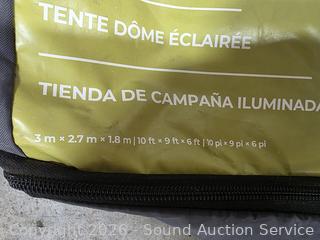 TENTE DÔME ÉCLAIRÉE
TIENDA DE CAMPAÑA ILUMINADA
3 m × 2.7 m × 1.8 m | 10 ft × 9 ft × 6 ft | 10 pi × 9 pi × 6 pi
Copyright 2026 - Sound Auction Service